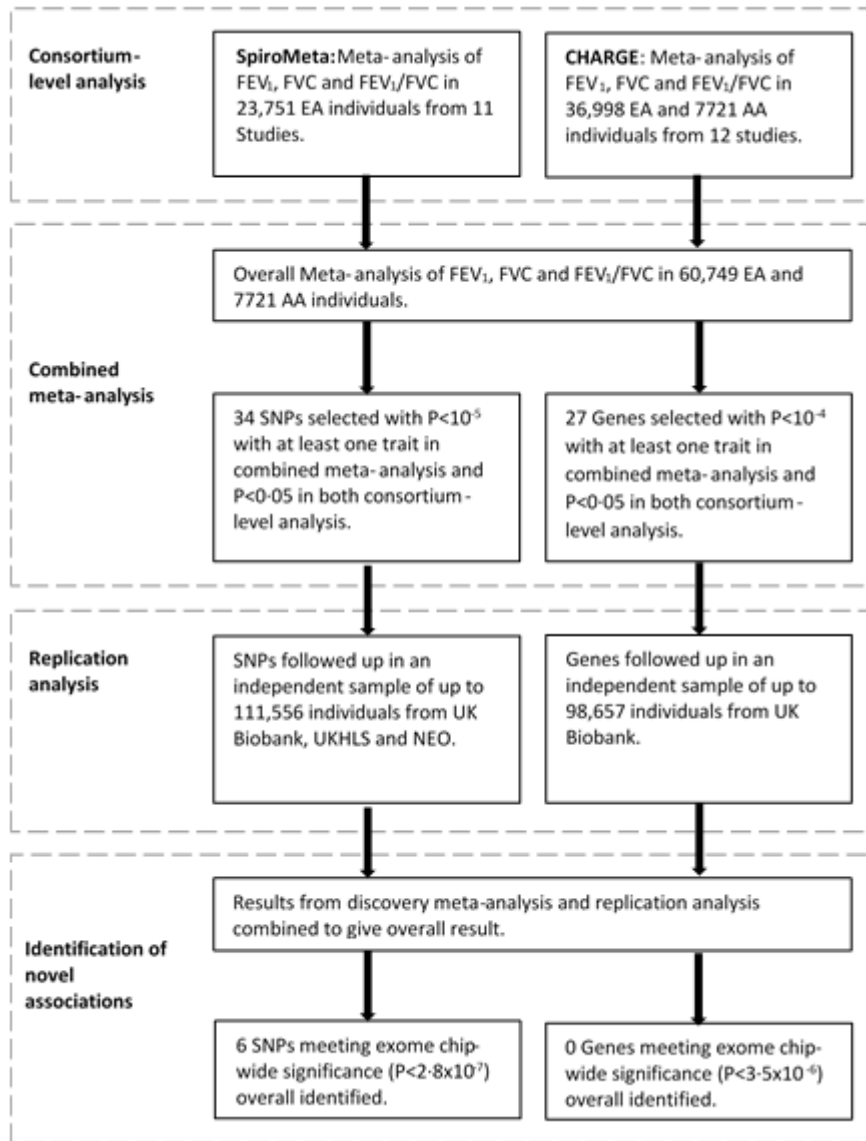 Consortium-
level analysis
SpiroMeta:Meta- analysis of
FEV₁, FVC and FEV₁/FVC in
23,751 EA individuals from 11
Studies.
CHARGE: Meta- analysis of
FEV₁, FVC and FEV₁/FVC in
36,998 EA and 7721 AA
individuals from 12 studies.
Combined
meta- analysis
Overall Meta- analysis of FEV₁, FVC and FEV₁/FVC in 60,749 EA and
7721 AA individuals.
34 SNPs selected with P<10⁻⁵
with at least one trait in
combined meta- analysis and
P<0·05 in both consortium -
level analysis.
27 Genes selected with P<10⁻⁴
with at least one trait in
combined meta- analysis and
P<0·05 in both consortium -
level analysis.
Replication
analysis
SNPs followed up in an
independent sample of up to
111,556 individuals from UK
Biobank, UKHLS and NEO.
Genes followed up in an
independent sample of up to
98,657 individuals from UK
Biobank.
Identification of
novel
associations
Results from discovery meta-analysis and replication analysis
combined to give overall result.
6 SNPs meeting exome chip-
wide significance (P<2·8x10⁻⁷)
overall identified.
0 Genes meeting exome chip-
wide significance (P<3·5x10⁻⁶)
overall identified.